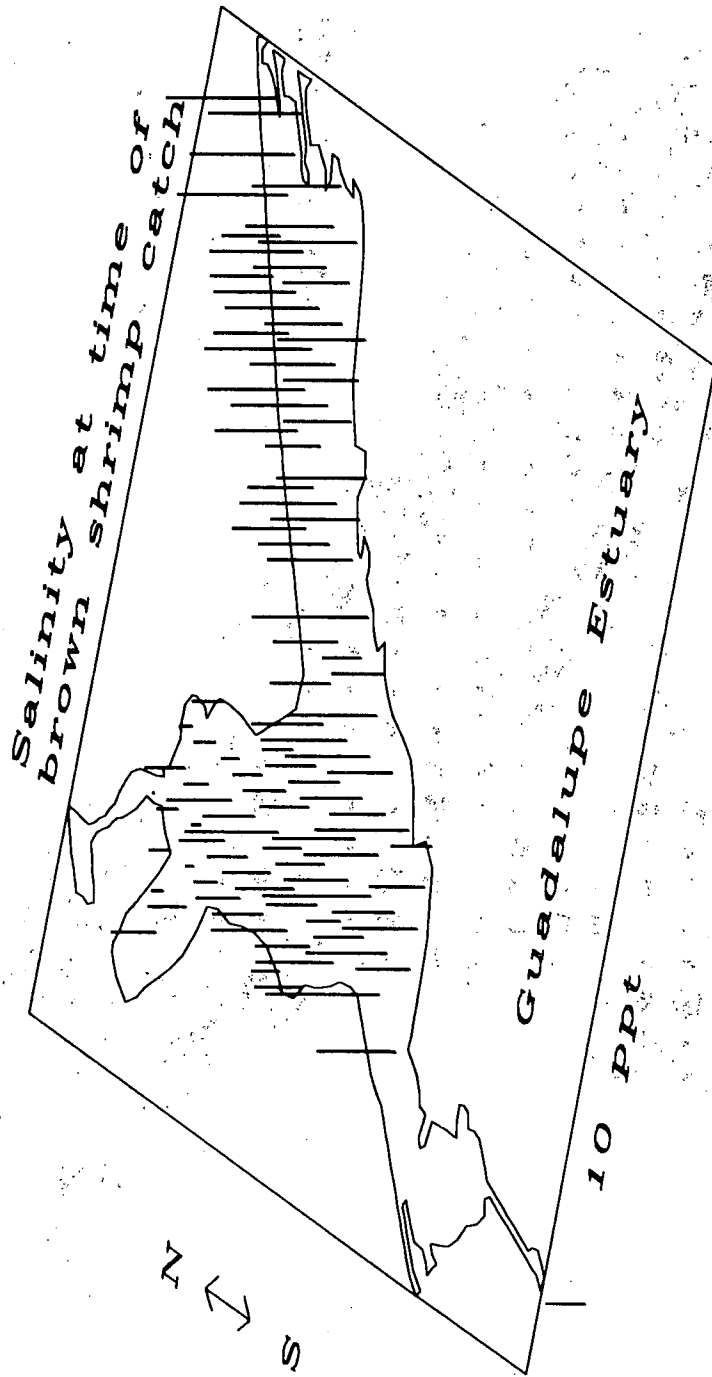 Salinity at time of
brown shrimp catch
Guadalupe Estuary
10 ppt
N
S